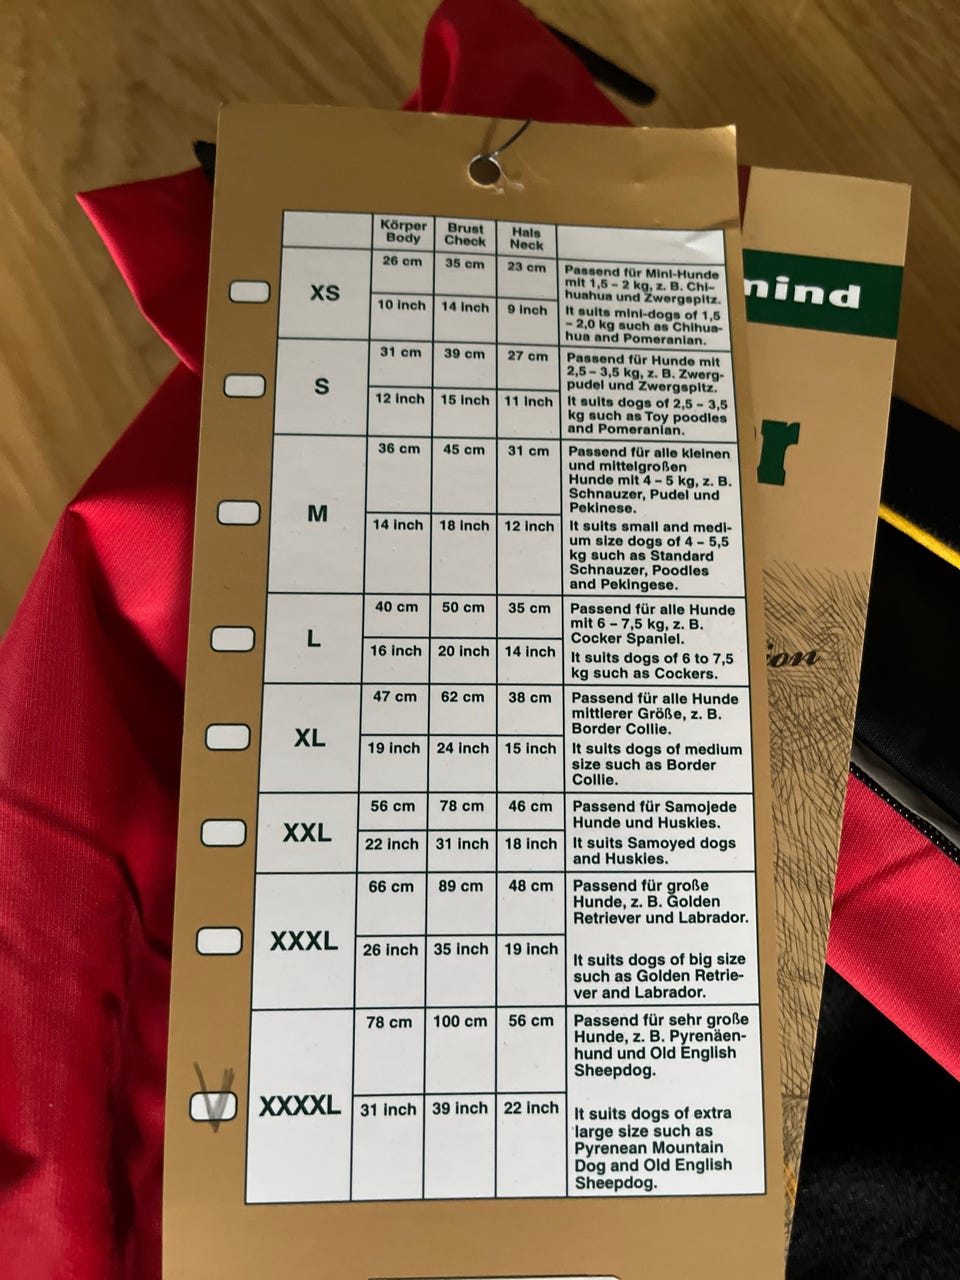 Körper Brust Hals
Body Check Neck
XS
26 cm 35 cm 23 cm
10 inch 14 inch 9 inch
Passend für Mini-Hunde
mit 1,5 – 2 kg, z. B. Chi-
huahua und Zwergspitz.
It suits mini-dogs of 1,5
– 2,0 kg such as Chihua-
hua and Pomeranian.
S
31 cm 39 cm 27 cm
12 inch 15 inch 11 inch
Passend für Hunde mit
2,5 – 3,5 kg, z. B. Zwerg-
pudel und Zwergspitz.
It suits dogs of 2,5 – 3,5
kg such as Toy poodles
and Pomeranian.
M
36 cm 45 cm 31 cm
14 inch 18 inch 12 inch
Passend für alle kleinen
und mittelgroßen
Hunde mit 4 – 5 kg, z. B.
Schnauzer, Pudel und
Pekinese.
It suits small and medi-
um size dogs of 4 – 5,5
kg such as Standard
Schnauzer, Poodles
and Pekingese.
L
40 cm 50 cm 35 cm
16 inch 20 inch 14 inch
Passend für alle Hunde
mit 6 – 7,5 kg, z. B.
Cocker Spaniel.
It suits dogs of 6 to 7,5
kg such as Cockers.
XL
47 cm 62 cm 38 cm
19 inch 24 inch 15 inch
Passend für alle Hunde
mittlerer Größe, z. B.
Border Collie.
It suits dogs of medium
size such as Border
Collie.
XXL
56 cm 78 cm 46 cm
22 inch 31 inch 18 inch
Passend für Samojede
Hunde und Huskies.
It suits Samoyed dogs
and Huskies.
XXXL
66 cm 89 cm 48 cm
26 inch 35 inch 19 inch
Passend für große
Hunde, z. B. Golden
Retriever und Labrador.
It suits dogs of big size
such as Golden Retrie-
ver and Labrador.
XXXXL
78 cm 100 cm 56 cm
31 inch 39 inch 22 inch
Passend für sehr große
Hunde, z. B. Pyrenäen-
hund und Old English
Sheepdog.
It suits dogs of extra
large size such as
Pyrenean Mountain
Dog and Old English
Sheepdog.
mind
r
ion